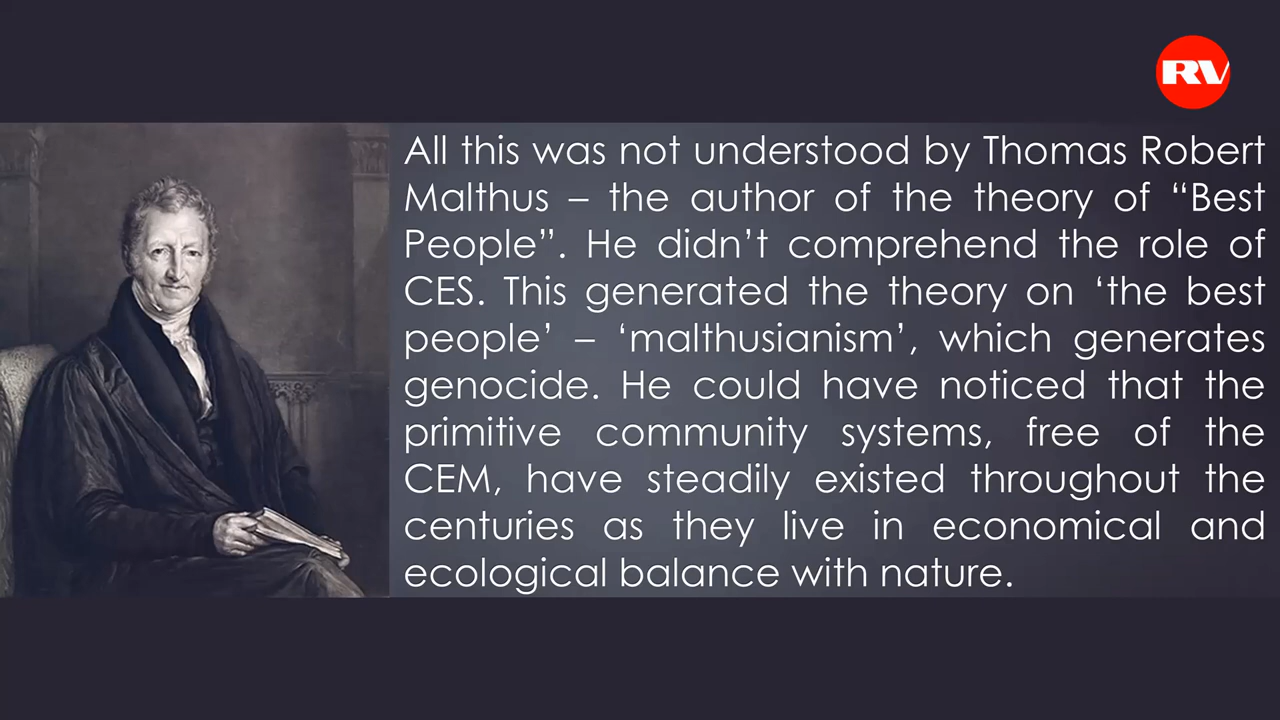 RV
All this was not understood by Thomas Robert
Malthus – the author of the theory of “Best
People”. He didn’t comprehend the role of
CES. This generated the theory on ‘the best
people’ – ‘malthusianism’, which generates
genocide. He could have noticed that the
primitive community systems, free of the
CEM, have steadily existed throughout the
centuries as they live in economical and
ecological balance with nature.